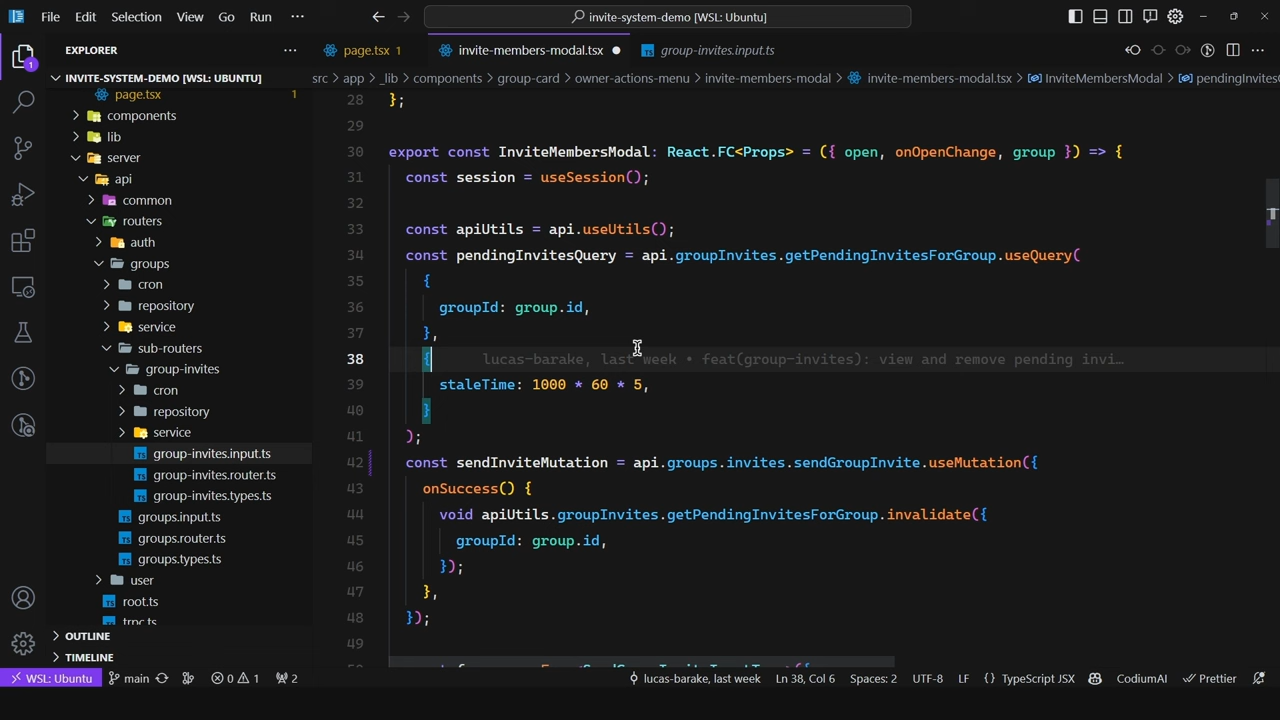 File Edit Selection View Go Run ···
invite-system-demo [WSL: Ubuntu]
EXPLORER ···
page.tsx 1 invite-members-modal.tsx group-invites.input.ts
INVITE-SYSTEM-DEMO [WSL: UBUNTU]
src > app > _lib > components > group-card > owner-actions-menu > invite-members-modal > invite-members-modal.tsx > InviteMembersModal > pendingInvitesQ
page.tsx 1
components
lib
server
api
common
routers
auth
groups
cron
repository
service
sub-routers
group-invites
cron
repository
service
group-invites.input.ts
group-invites.router.ts
group-invites.types.ts
groups.input.ts
groups.router.ts
groups.types.ts
user
root.ts
trpc.ts
OUTLINE
TIMELINE
28 };
29
30 export const InviteMembersModal: React.FC<Props> = ({ open, onOpenChange, group }) => {
31 const session = useSession();
32
33 const apiUtils = api.useUtils();
34 const pendingInvitesQuery = api.groupInvites.getPendingInvitesForGroup.useQuery(
35 {
36 groupId: group.id,
37 },
38 { lucas-barake, last week • feat(group-invites): view and remove pending invi…
39 staleTime: 1000 * 60 * 5,
40 }
41 );
42 const sendInviteMutation = api.groups.invites.sendGroupInvite.useMutation({
43 onSuccess() {
44 void apiUtils.groupInvites.getPendingInvitesForGroup.invalidate({
45 groupId: group.id,
46 });
47 },
48 });
49
1
WSL: Ubuntu main 0 1 2 lucas-barake, last week Ln 38, Col 6 Spaces: 2 UTF-8 LF {} TypeScript JSX CodiumAI Prettier